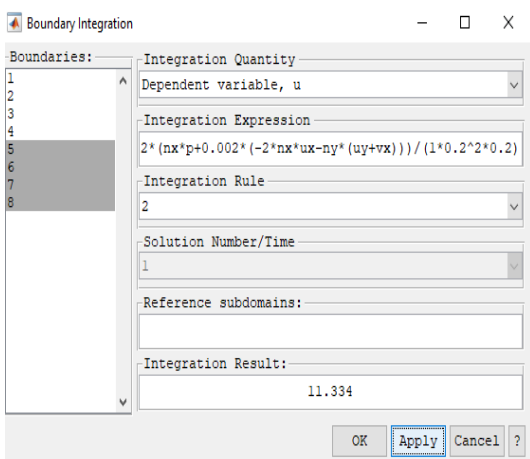 Boundary Integration
Boundaries:
1
2
3
4
5
6
7
8
Integration Quantity
Dependent variable, u
Integration Expression
2*(nx*p+0.002*(-2*nx*ux-ny*(uy+vx)))/(1*0.2^2*0.2)
Integration Rule
2
Solution Number/Time
1
Reference subdomains:
Integration Result:
11.334
OK Apply Cancel ?